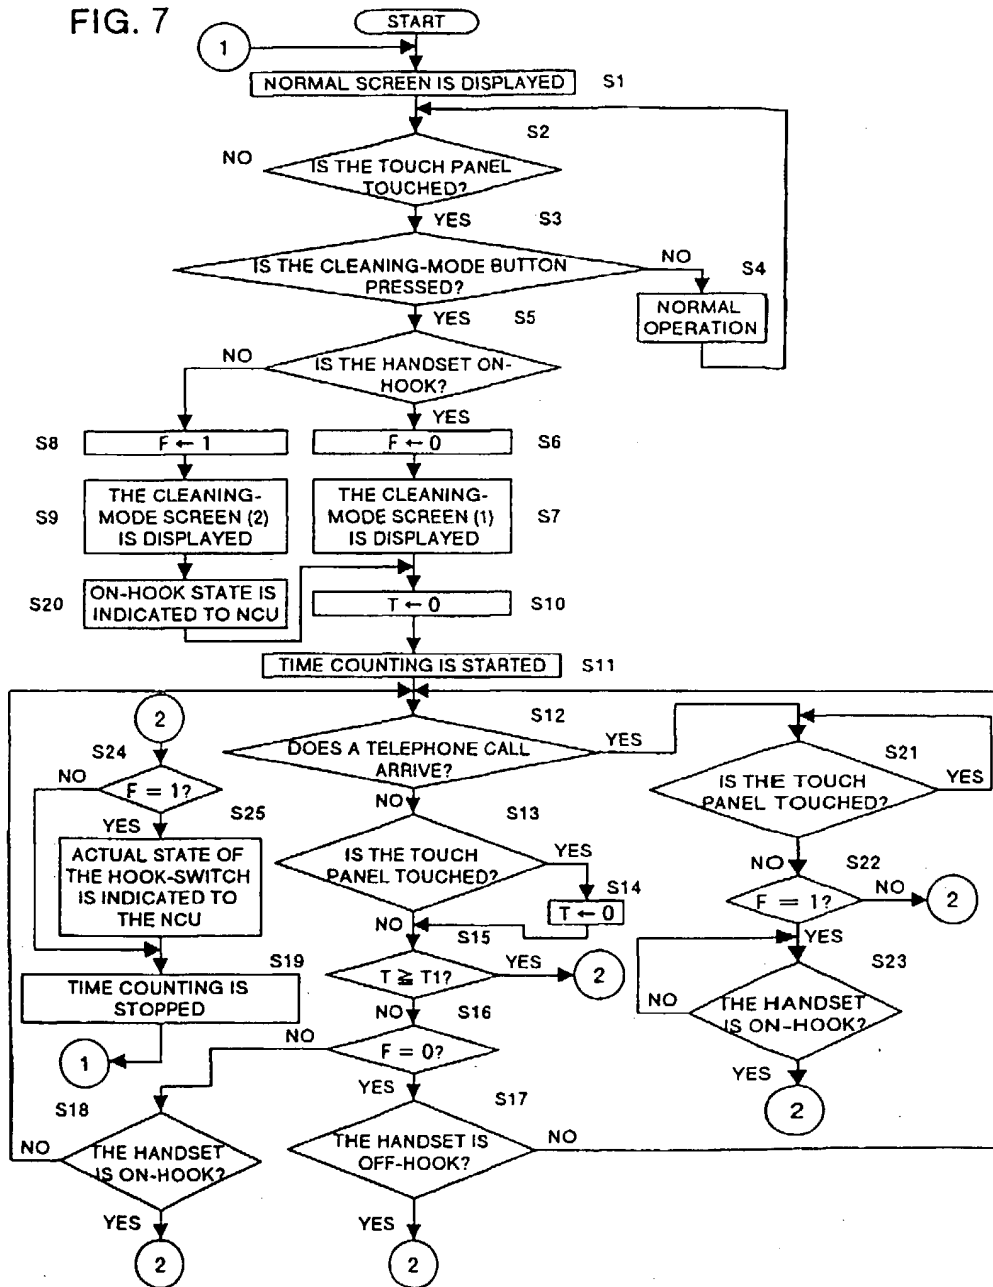 FIG. 7
START
1
NORMAL SCREEN IS DISPLAYED
S1
S2
NO
IS THE TOUCH PANEL
TOUCHED?
YES
S3
IS THE CLEANING-MODE BUTTON
PRESSED?
NO
S4
NORMAL
OPERATION
YES
S5
NO
IS THE HANDSET ON-
HOOK?
YES
S8
F ← 1
F ← 0
S6
S9
THE CLEANING-
MODE SCREEN (2)
IS DISPLAYED
THE CLEANING-
MODE SCREEN (1)
IS DISPLAYED
S7
S20
ON-HOOK STATE IS
INDICATED TO NCU
T ← 0
S10
TIME COUNTING IS STARTED
S11
2
S24
NO
F = 1?
YES
S25
ACTUAL STATE OF
THE HOOK-SWITCH
IS INDICATED TO
THE NCU
S19
TIME COUNTING IS
STOPPED
1
S12
DOES A TELEPHONE CALL
ARRIVE?
YES
NO
S13
IS THE TOUCH
PANEL TOUCHED?
YES
S14
T ← 0
NO
S15
T ≧ T1?
YES
2
NO
S16
NO
F = 0?
YES
S17
THE HANDSET IS
OFF-HOOK?
NO
YES
2
S18
NO
THE HANDSET
IS ON-HOOK?
YES
2
S21
IS THE TOUCH
PANEL TOUCHED?
YES
NO
S22
F = 1?
NO
2
YES
S23
NO
THE HANDSET
IS ON-HOOK?
YES
2